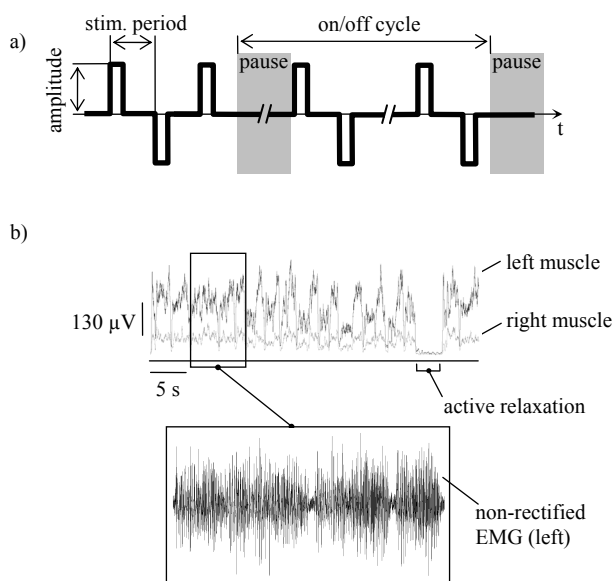 a)
stim. period
on/off cycle
pause
pause
amplitude
t
b)
left muscle
130 µV
right muscle
5 s
active relaxation
non-rectified
EMG (left)